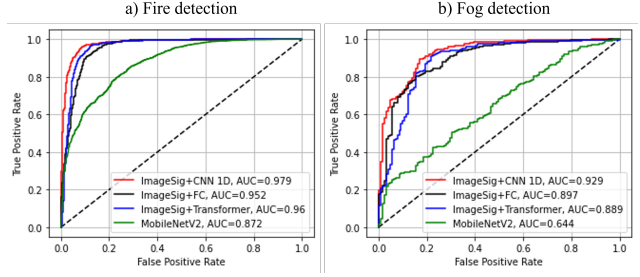 a) Fire detection
1.0
0.8
0.6
0.4
0.2
0.0
True Positive Rate
ImageSig+CNN 1D, AUC=0.979
ImageSig+FC, AUC=0.952
ImageSig+Transformer, AUC=0.96
MobileNetV2, AUC=0.872
0.0 0.2 0.4 0.6 0.8 1.0
False Positive Rate
b) Fog detection
1.0
0.8
0.6
0.4
0.2
0.0
True Positive Rate
ImageSig+CNN 1D, AUC=0.929
ImageSig+FC, AUC=0.897
ImageSig+Transformer, AUC=0.889
MobileNetV2, AUC=0.644
0.0 0.2 0.4 0.6 0.8 1.0
False Positive Rate